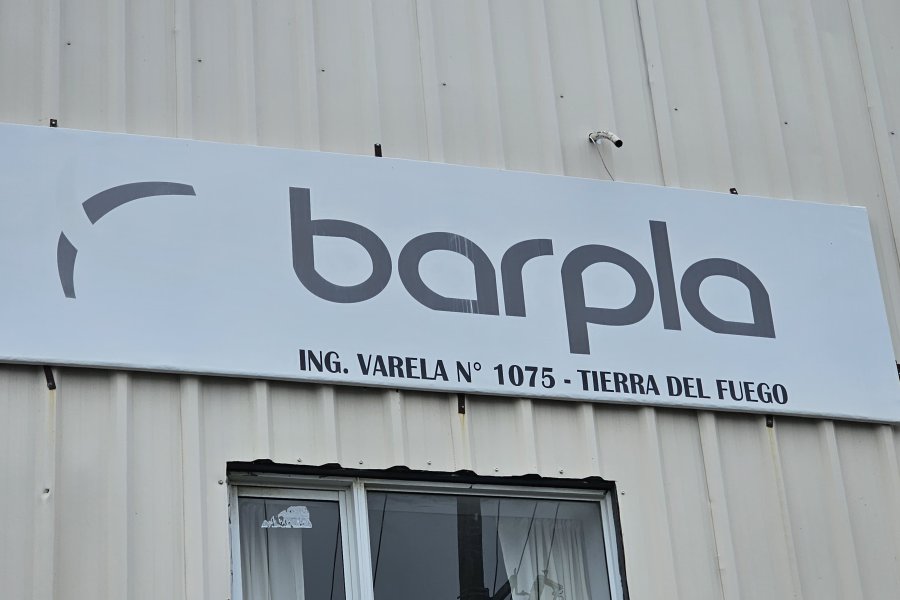 barpla
ING. VARELA N° 1075 - TIERRA DEL FUEGO